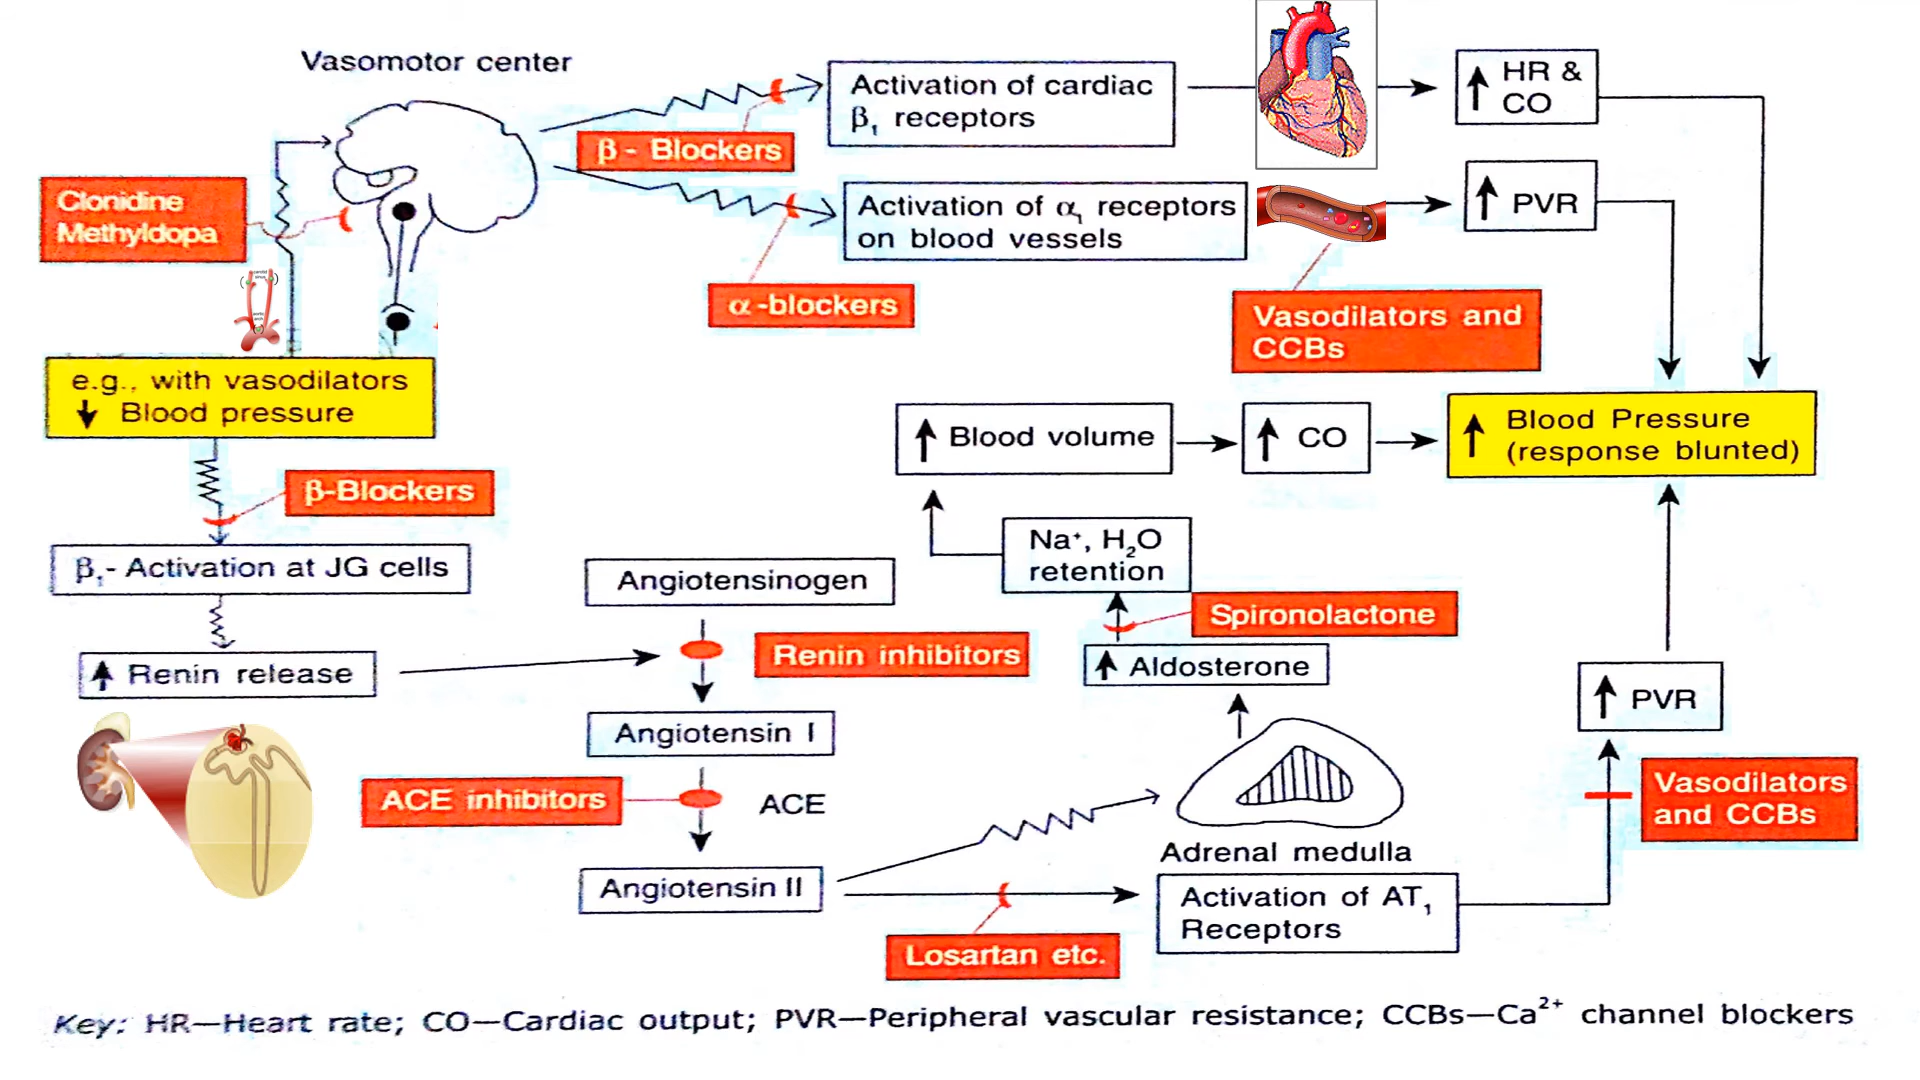 Vasomotor center
Activation of cardiac
β₁ receptors
↑ HR &
CO
β - Blockers
Clonidine
Methyldopa
Activation of α₁ receptors
on blood vessels
↑ PVR
α -blockers
Vasodilators and
CCBs
e.g., with vasodilators
↓ Blood pressure
↑ Blood volume
↑ CO
↑ Blood Pressure
(response blunted)
β-Blockers
Na⁺, H₂O
retention
β₁- Activation at JG cells
Angiotensinogen
Spironolactone
Renin inhibitors
↑ Aldosterone
↑ Renin release
↑ PVR
Angiotensin I
Vasodilators
and CCBs
ACE inhibitors
ACE
Adrenal medulla
Angiotensin II
Activation of AT₁
Receptors
Losartan etc.
Key: HR—Heart rate; CO—Cardiac output; PVR—Peripheral vascular resistance; CCBs—Ca²⁺ channel blockers